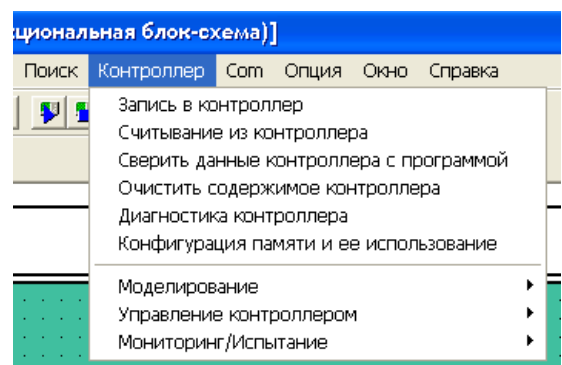 циональная блок-схема)]
Поиск Контроллер Com Опция Окно Справка
Запись в контроллер
Считывание из контроллера
Сверить данные контроллера с программой
Очистить содержимое контроллера
Диагностика контроллера
Конфигурация памяти и ее использование
Моделирование
Управление контроллером
Мониторинг/Испытание